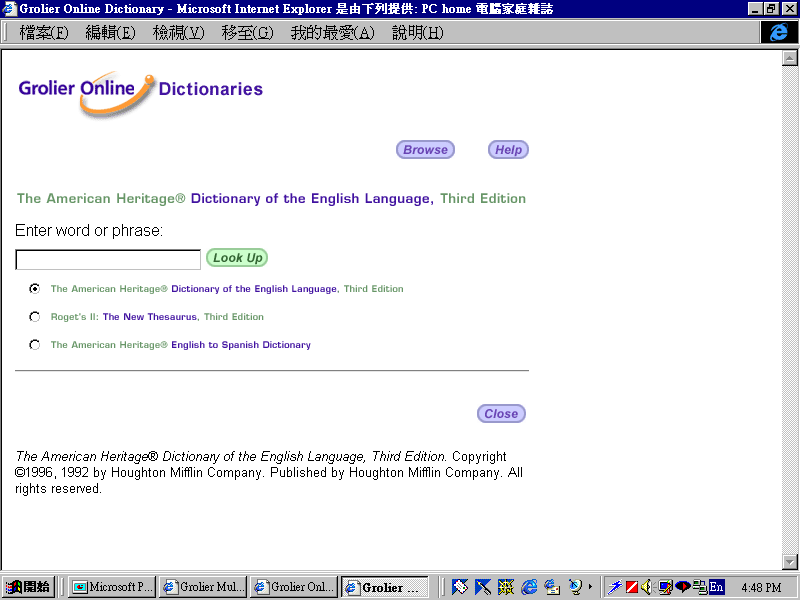 Grolier Online Dictionary - Microsoft Internet Explorer 是由下列提供: PC home 電腦家庭雜誌
檔案(F) 編輯(E) 檢視(V) 移至(G) 我的最愛(A) 說明(H)
Grolier Online Dictionaries
Browse Help
The American Heritage® Dictionary of the English Language, Third Edition
Enter word or phrase:
Look Up
The American Heritage® Dictionary of the English Language, Third Edition
Roget's II: The New Thesaurus, Third Edition
The American Heritage® English to Spanish Dictionary
Close
The American Heritage® Dictionary of the English Language, Third Edition. Copyright
©1996, 1992 by Houghton Mifflin Company. Published by Houghton Mifflin Company. All
rights reserved.
開始 Microsoft P... Grolier Mul... Grolier Onl... Grolier ... En 4:48 PM